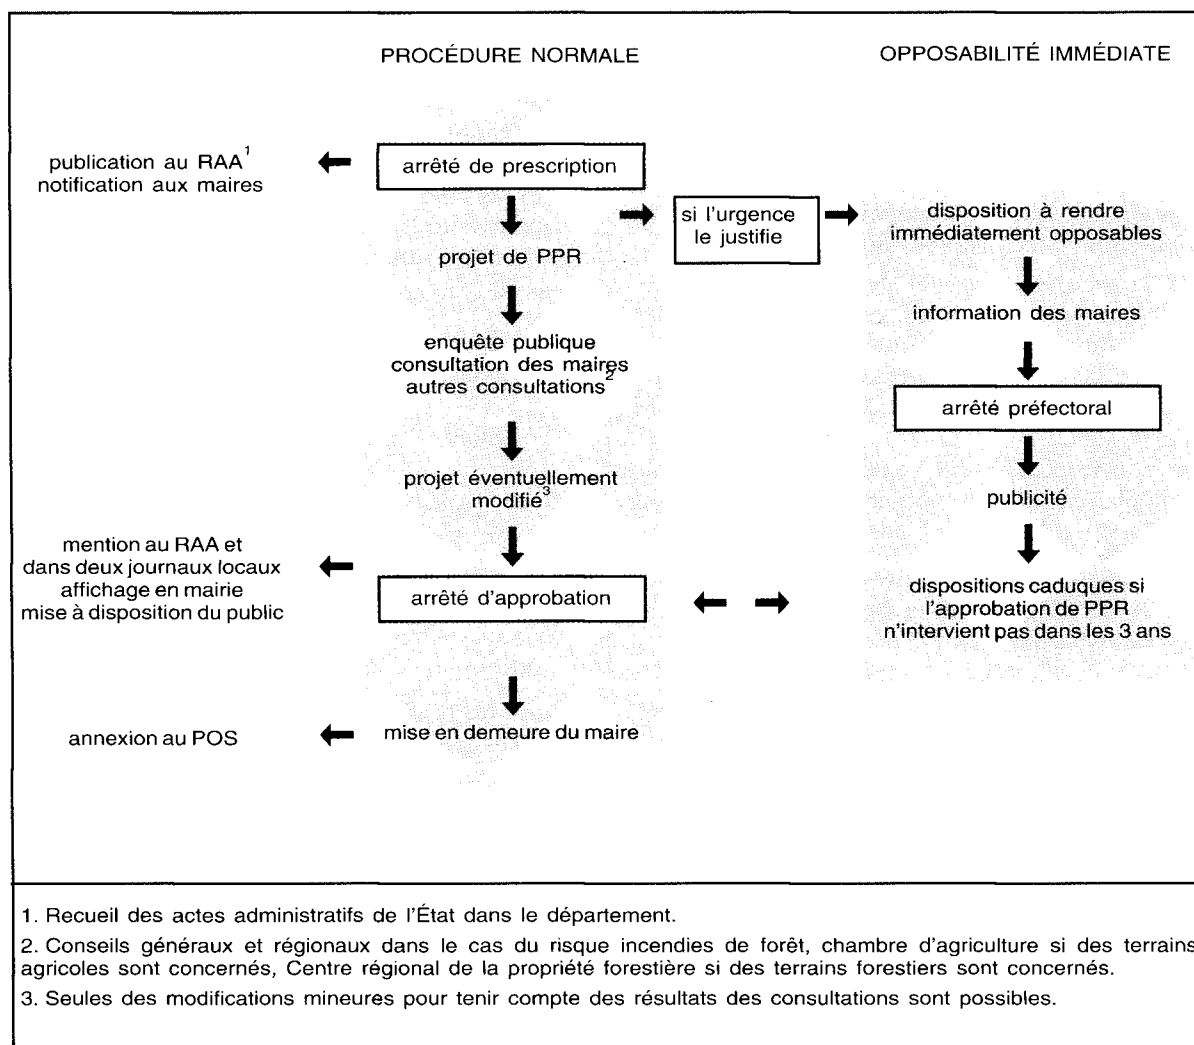 PROCÉDURE NORMALE
OPPOSABILITÉ IMMÉDIATE
publication au RAA1
notification aux maires
arrêté de prescription
si l'urgence
le justifie
disposition à rendre
immédiatement opposables
projet de PPR
information des maires
enquête publique
consultation des maires
autres consultations2
arrêté préfectoral
projet éventuellement
modifié3
publicité
mention au RAA et
dans deux journaux locaux
affichage en mairie
mise à disposition du public
arrêté d'approbation
dispositions caduques si
l'approbation de PPR
n'intervient pas dans les 3 ans
annexion au POS
mise en demeure du maire
1. Recueil des actes administratifs de l'État dans le département.
2. Conseils généraux et régionaux dans le cas du risque incendies de forêt, chambre d'agriculture si des terrains
agricoles sont concernés, Centre régional de la propriété forestière si des terrains forestiers sont concernés.
3. Seules des modifications mineures pour tenir compte des résultats des consultations sont possibles.